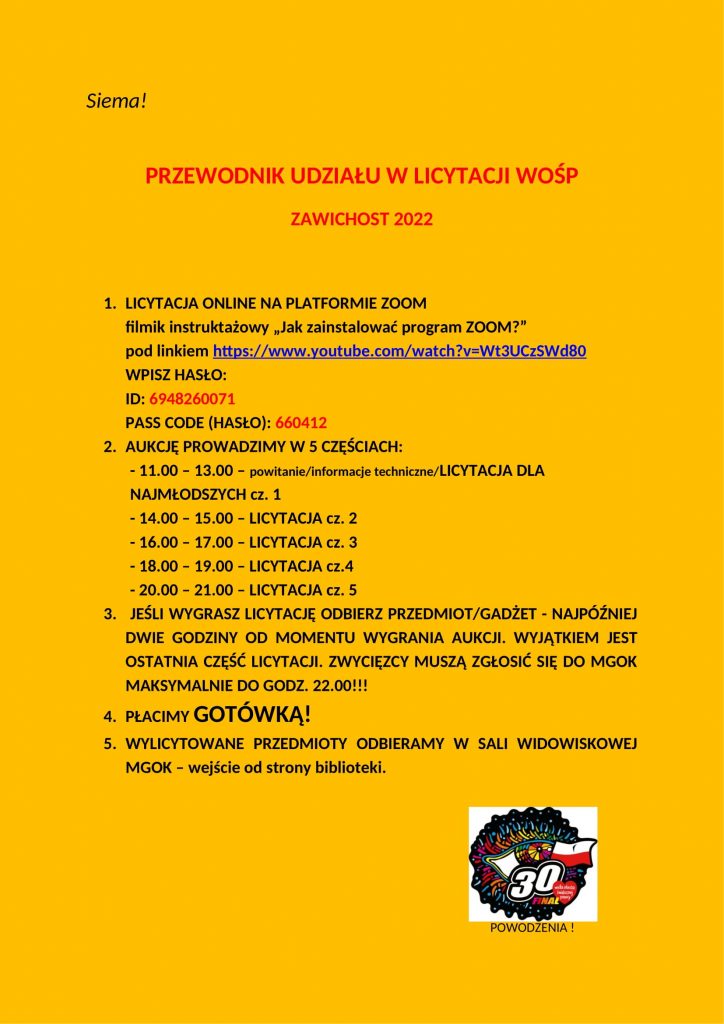 Siema!
PRZEWODNIK UDZIAŁU W LICYTACJI WOŚP
ZAWICHOST 2022
1. LICYTACJA ONLINE NA PLATFORMIE ZOOM
filmik instruktażowy „Jak zainstalować program ZOOM?”
pod linkiem https://www.youtube.com/watch?v=Wt3UCzSWd80
WPISZ HASŁO:
ID: 6948260071
PASS CODE (HASŁO): 660412
2. AUKCJĘ PROWADZIMY W 5 CZĘŚCIACH:
- 11.00 – 13.00 – powitanie/informacje techniczne/LICYTACJA DLA
NAJMŁODSZYCH cz. 1
- 14.00 – 15.00 – LICYTACJA cz. 2
- 16.00 – 17.00 – LICYTACJA cz. 3
- 18.00 – 19.00 – LICYTACJA cz.4
- 20.00 – 21.00 – LICYTACJA cz. 5
3. JEŚLI WYGRASZ LICYTACJĘ ODBIERZ PRZEDMIOT/GADŻET - NAJPÓŹNIEJ
DWIE GODZINY OD MOMENTU WYGRANIA AUKCJI. WYJĄTKIEM JEST
OSTATNIA CZĘŚĆ LICYTACJI. ZWYCIĘZCY MUSZĄ ZGŁOSIĆ SIĘ DO MGOK
MAKSYMALNIE DO GODZ. 22.00!!!
4. PŁACIMY GOTÓWKĄ!
5. WYLICYTOWANE PRZEDMIOTY ODBIERAMY W SALI WIDOWISKOWEJ
MGOK – wejście od strony biblioteki.
30
FINAŁ
wielka orkiestra
świątecznej
pomocy
POWODZENIA !